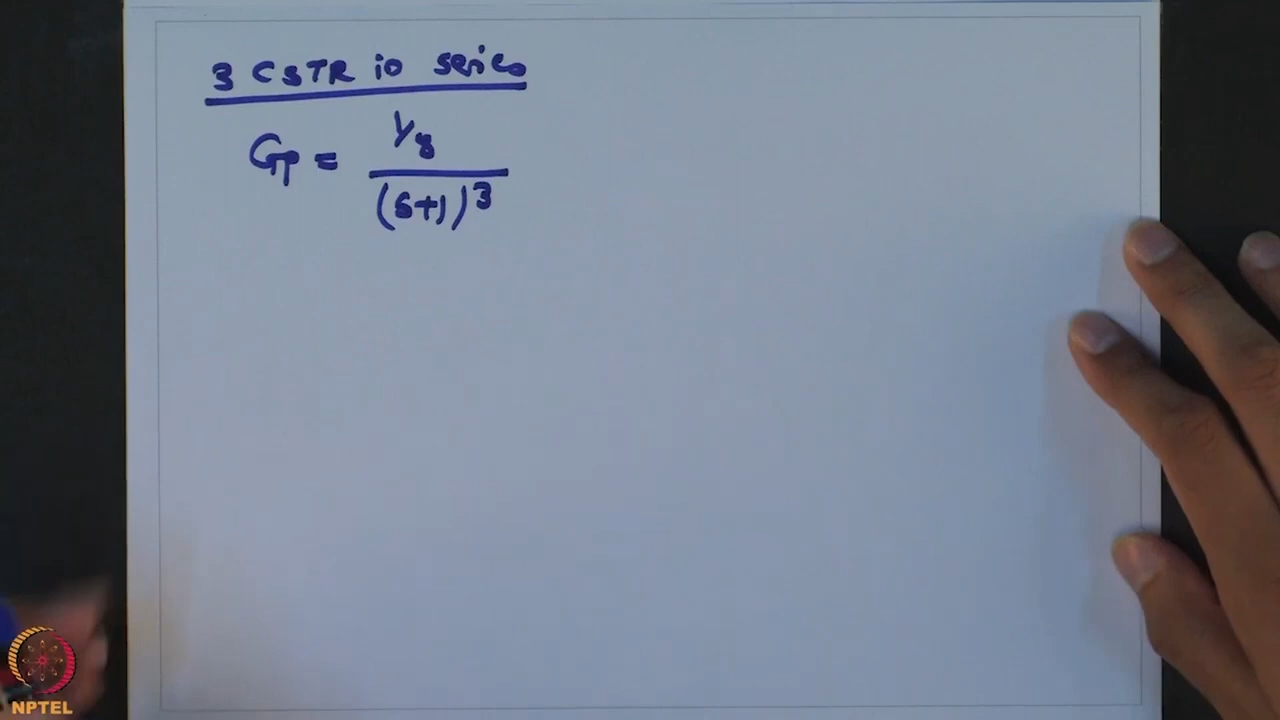 3 CSTR in series
Gp = 1/8
(s+1)^3
NPTEL